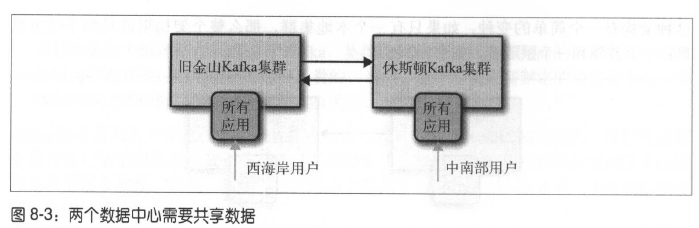 旧金山Kafka集群
休斯顿Kafka集群
所有
应用
所有
应用
西海岸用户
中南部用户
图 8-3：两个数据中心需要共享数据